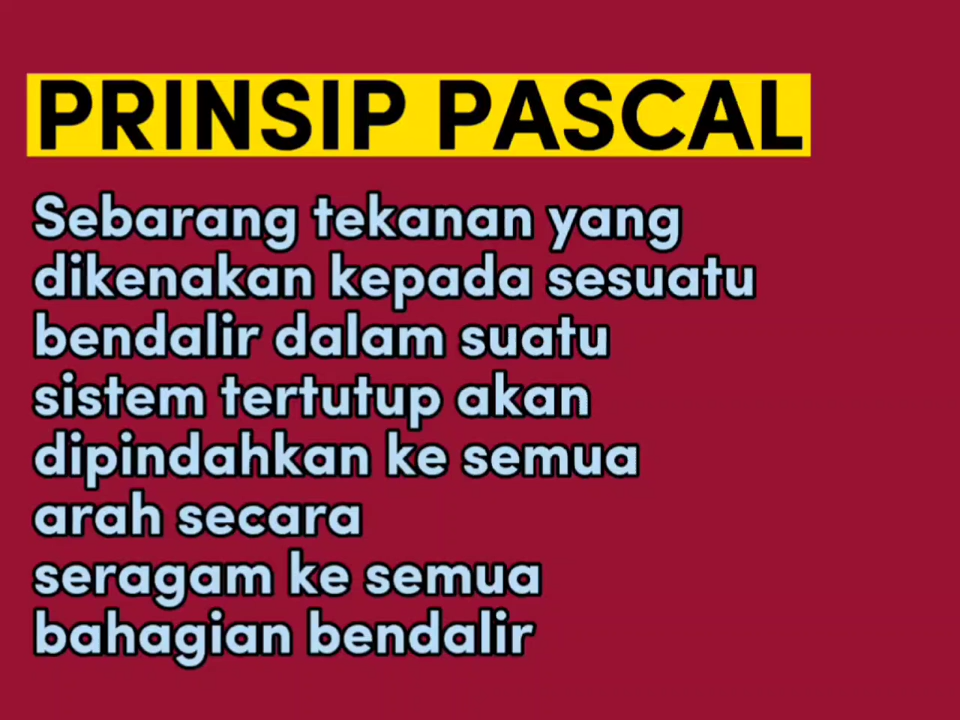 PRINSIP PASCAL
Sebarang tekanan yang
dikenakan kepada sesuatu
bendalir dalam suatu
sistem tertutup akan
dipindahkan ke semua
arah secara
seragam ke semua
bahagian bendalir